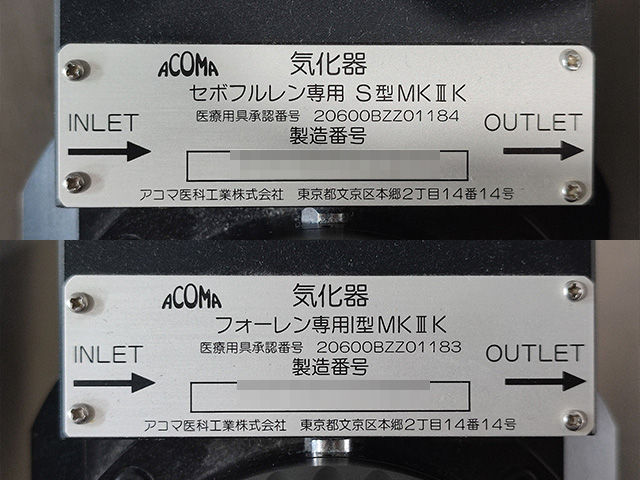 ACOMA 気化器
セボフルレン専用 S型MKⅢK
医療用具承認番号 20600BZZ01184
INLET 製造番号 OUTLET
アコマ医科工業株式会社 東京都文京区本郷2丁目14番14号
ACOMA 気化器
フォーレン専用I型MKⅢK
医療用具承認番号 20600BZZ01183
INLET 製造番号 OUTLET
アコマ医科工業株式会社 東京都文京区本郷2丁目14番14号